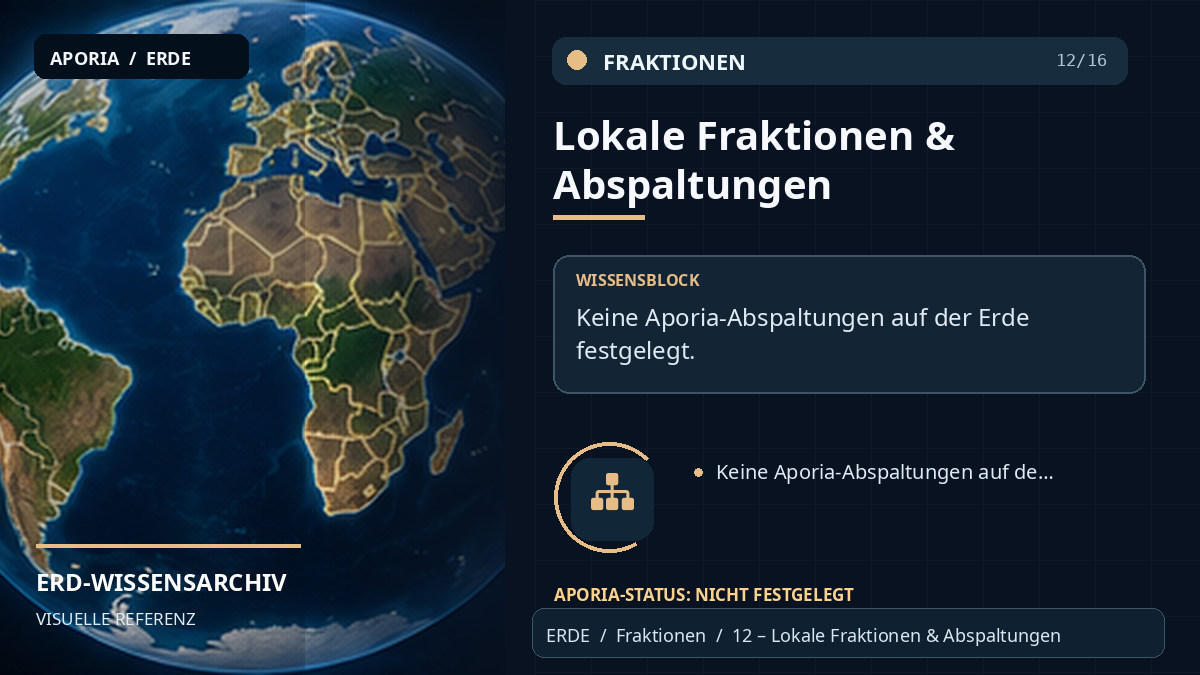 APORIA / ERDE
ERD-WISSENSARCHIV
VISUELLE REFERENZ
FRAKTIONEN
12/16
Lokale Fraktionen &
Abspaltungen
WISSENSBLOCK
Keine Aporia-Abspaltungen auf der Erde
festgelegt.
Keine Aporia-Abspaltungen auf de…
APORIA-STATUS: NICHT FESTGELEGT
ERDE / Fraktionen / 12 – Lokale Fraktionen & Abspaltungen